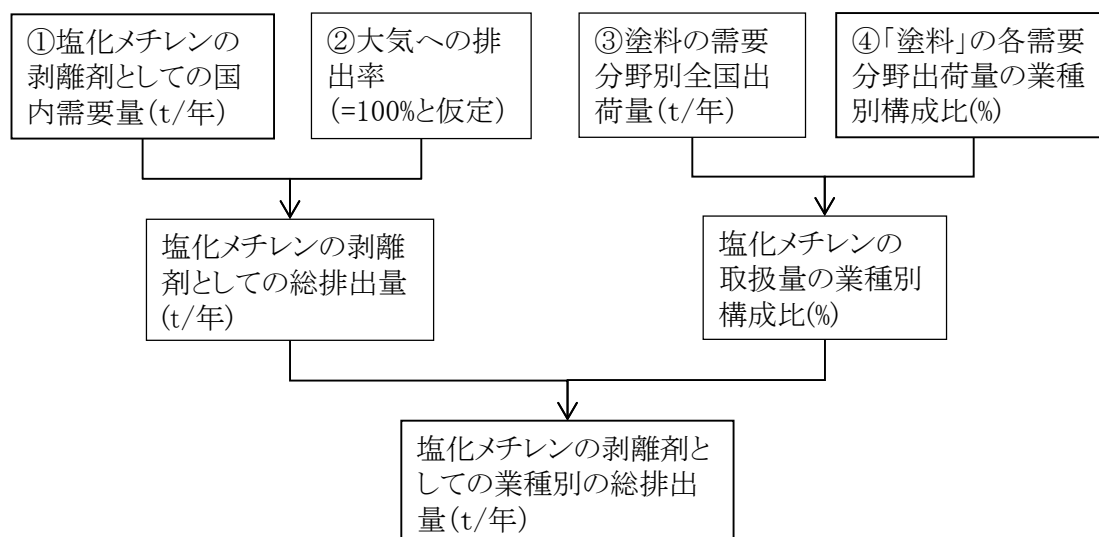 ①塩化メチレンの
剥離剤としての国
内需要量(t/年)
②大気への排
出率
(=100%と仮定)
③塗料の需要
分野別全国出
荷量(t/年)
④「塗料」の各需要
分野出荷量の業種
別構成比(%)
塩化メチレンの剥離
剤としての総排出量
(t/年)
塩化メチレンの
取扱量の業種別
構成比(%)
塩化メチレンの剥離剤と
しての業種別の総排出
量(t/年)